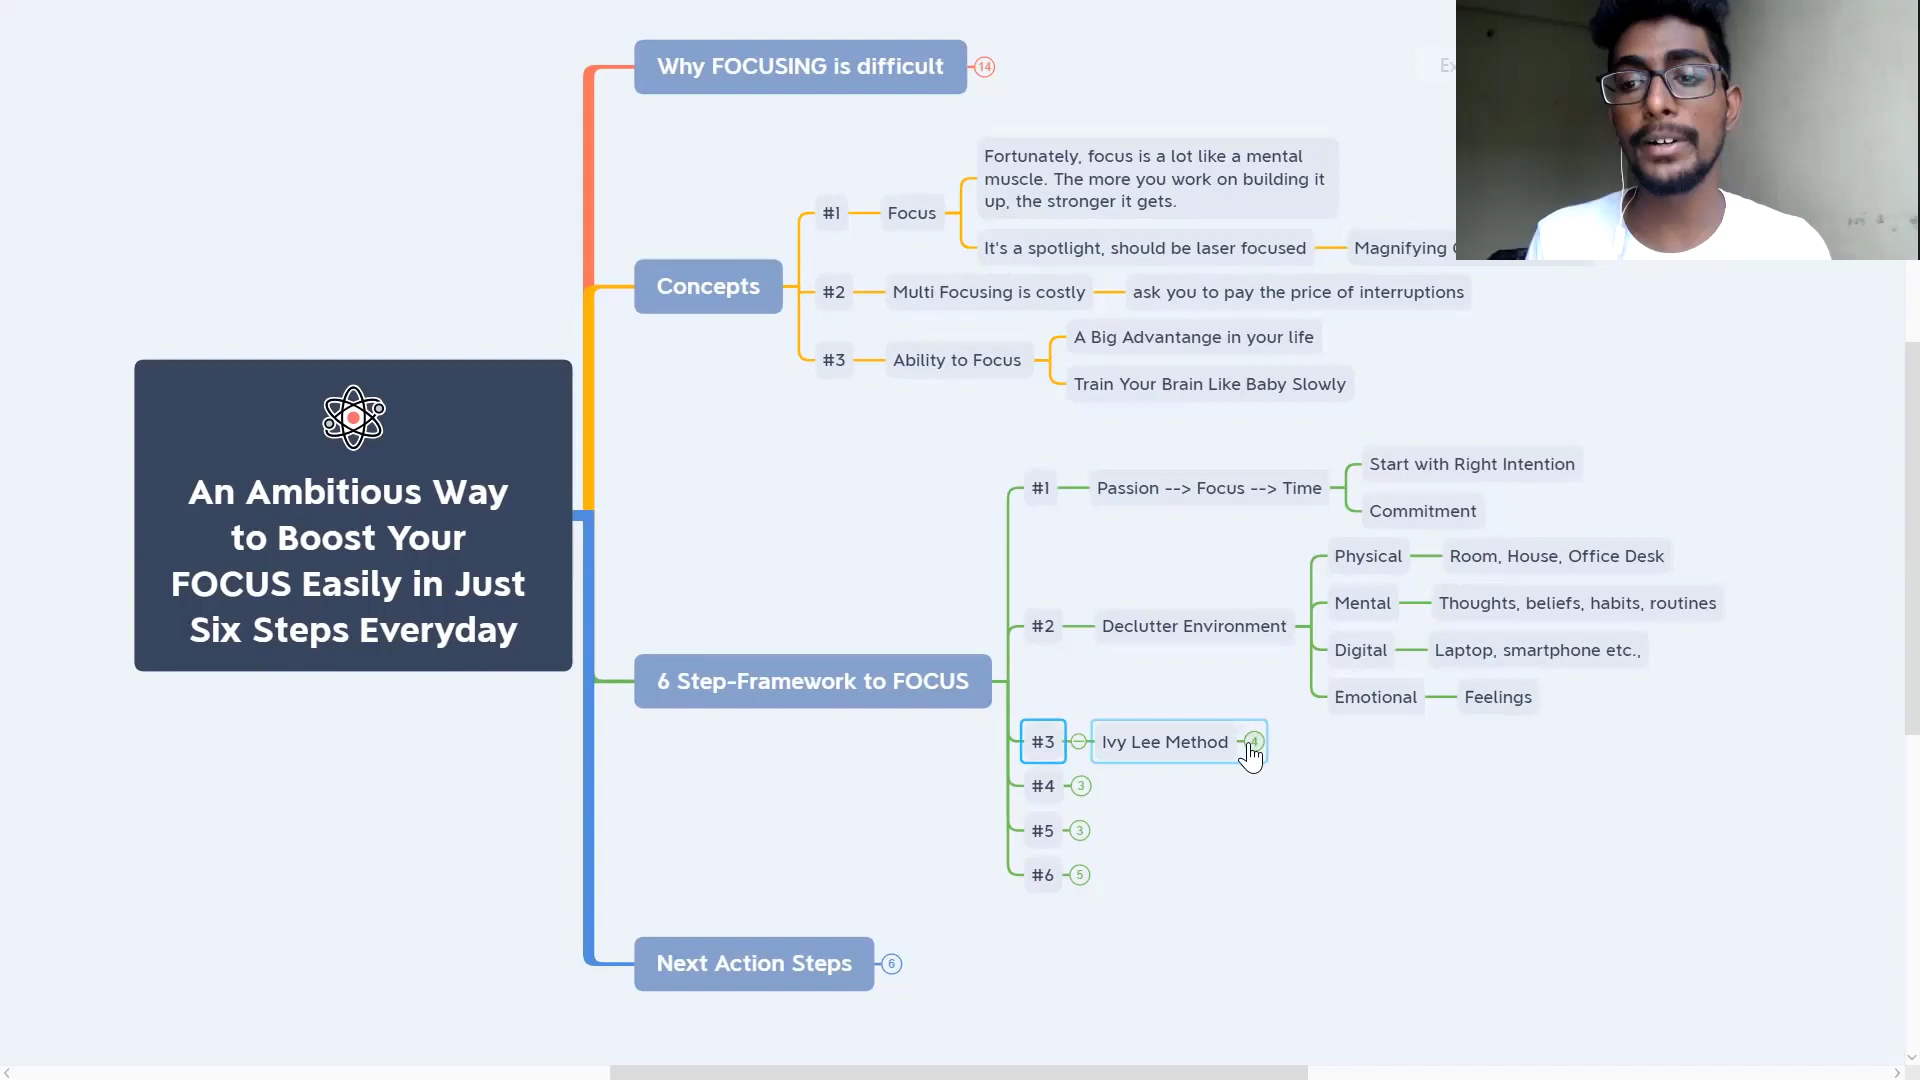 Why FOCUSING is difficult
14
Ex
Fortunately, focus is a lot like a mental
muscle. The more you work on building it
up, the stronger it gets.
#1
Focus
It's a spotlight, should be laser focused
Magnifying
Concepts
#2
Multi Focusing is costly
ask you to pay the price of interruptions
#3
Ability to Focus
A Big Advantange in your life
Train Your Brain Like Baby Slowly
An Ambitious Way
to Boost Your
FOCUS Easily in Just
Six Steps Everyday
6 Step-Framework to FOCUS
#1
Passion --> Focus --> Time
Start with Right Intention
Commitment
#2
Declutter Environment
Physical
Room, House, Office Desk
Mental
Thoughts, beliefs, habits, routines
Digital
Laptop, smartphone etc.,
Emotional
Feelings
#3
Ivy Lee Method
4
#4
3
#5
3
#6
5
Next Action Steps
6